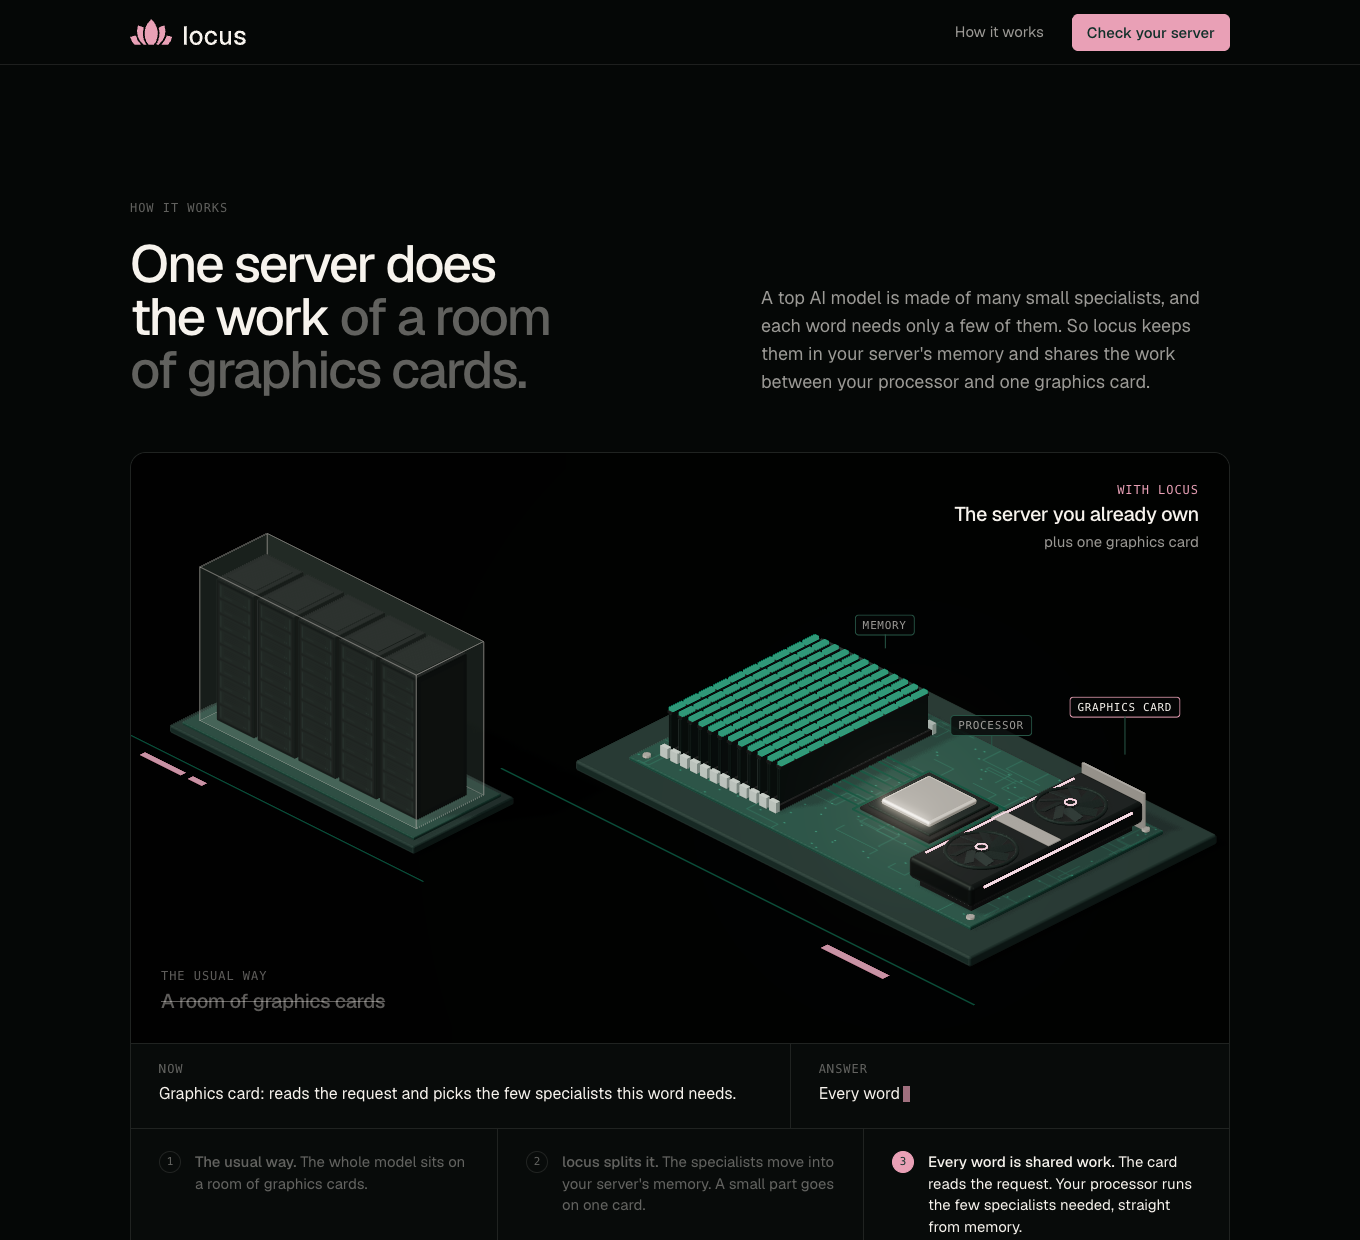 locus
How it works
Check your server
HOW IT WORKS
One server does
the work of a room
of graphics cards.
A top AI model is made of many small specialists, and
each word needs only a few of them. So locus keeps
them in your server's memory and shares the work
between your processor and one graphics card.
WITH LOCUS
The server you already own
plus one graphics card
MEMORY
GRAPHICS CARD
PROCESSOR
THE USUAL WAY
A room of graphics cards
NOW
Graphics card: reads the request and picks the few specialists this word needs.
ANSWER
Every word
1
The usual way. The whole model sits on
a room of graphics cards.
2
locus splits it. The specialists move into
your server's memory. A small part goes
on one card.
3
Every word is shared work. The card
reads the request. Your processor runs
the few specialists needed, straight
from memory.